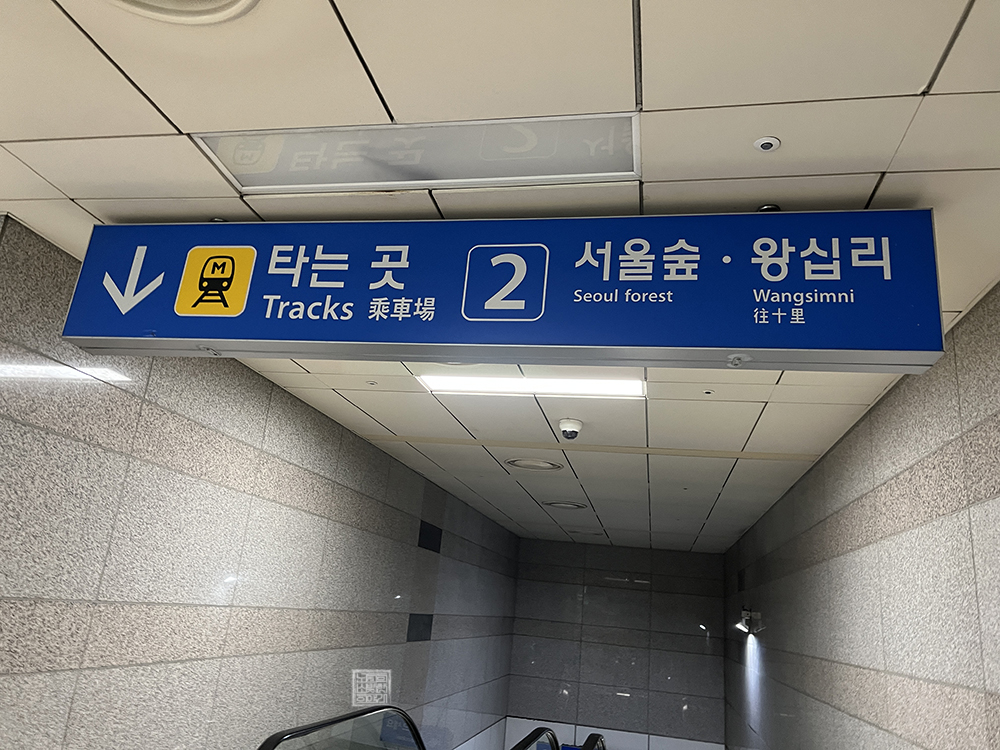 M
타는 곳
Tracks 乘車場
2
서울숲 · 왕십리
Seoul forest Wangsimni
往十里